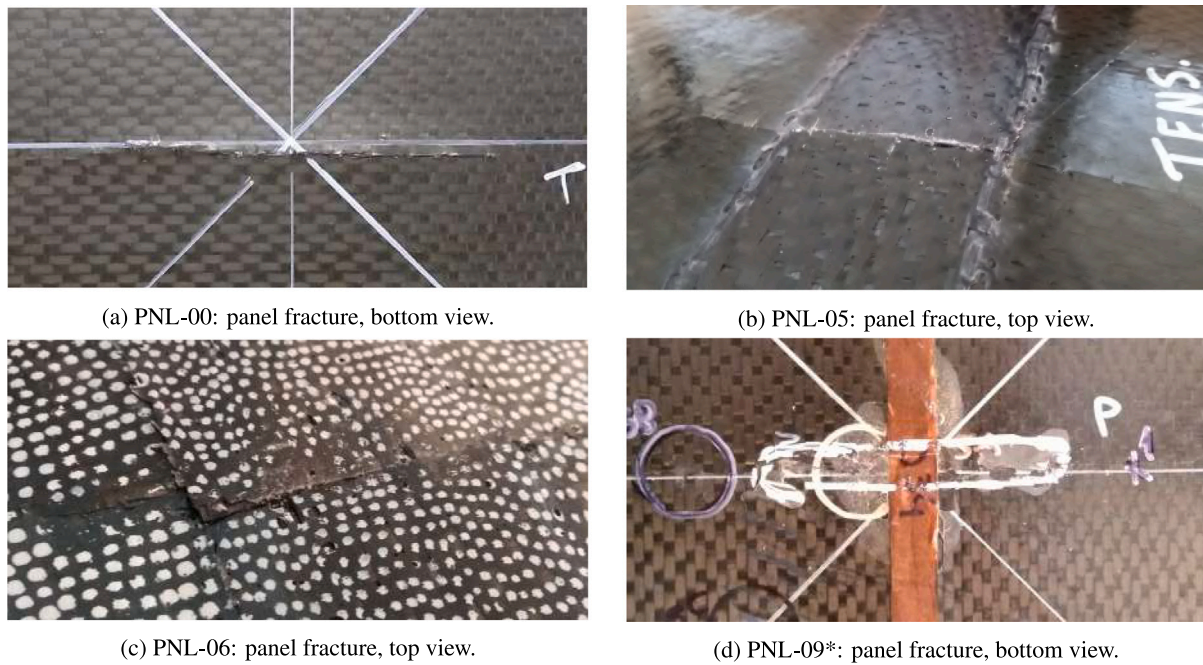 T
TENS.
(a) PNL-00: panel fracture, bottom view.
(b) PNL-05: panel fracture, top view.
P
(c) PNL-06: panel fracture, top view.
(d) PNL-09*: panel fracture, bottom view.